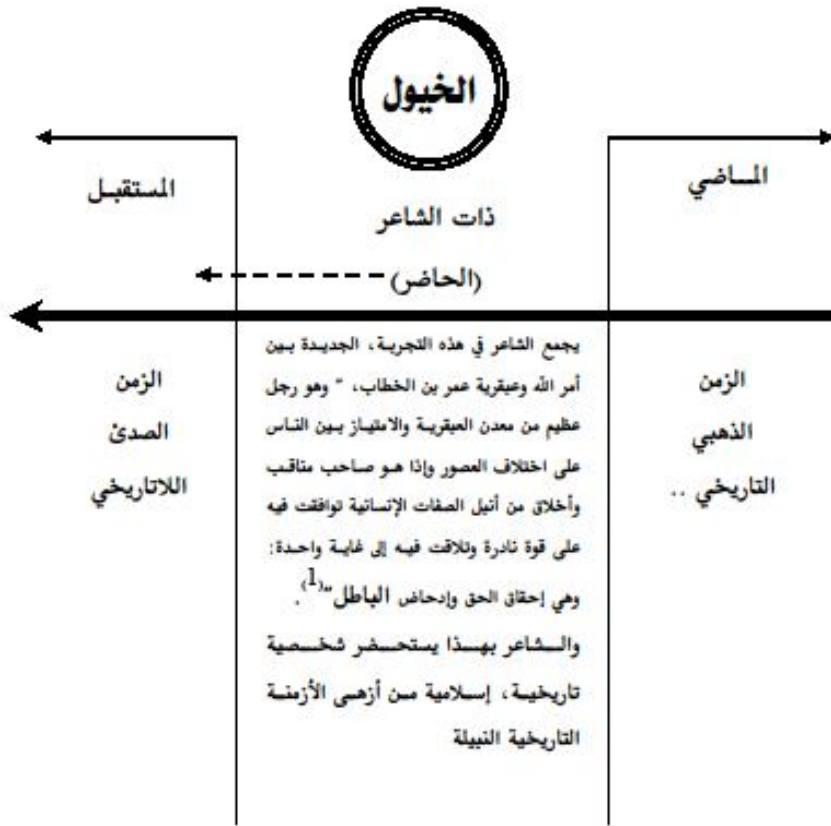 الخيول
الماضي
المستقبل
ذات الشاعر
(الحاضر)
الزمن
الذهبي
التاريخي ..
يجمع الشاعر في هذه التجربة، الجديدة بين
أمر الله وعبقرية عمر بن الخطاب، "وهو رجل
عظيم من معدن العبقرية والامتياز بين الناس
على اختلاف العصور وإذا هو صاحب مناقب
وأخلاق من أنبل الصفات الإنسانية توافقت فيه
على قوة نادرة وتلاقت فيه إلى غاية واحدة:
وهي إحقاق الحق وإدحاض الباطل"(1).
والشاعر بهذا يستحضر شخصية
تاريخية، إسلامية من أزهى الأزمنة
التاريخية النبيلة
الزمن
الصدئ
اللاتاريخي